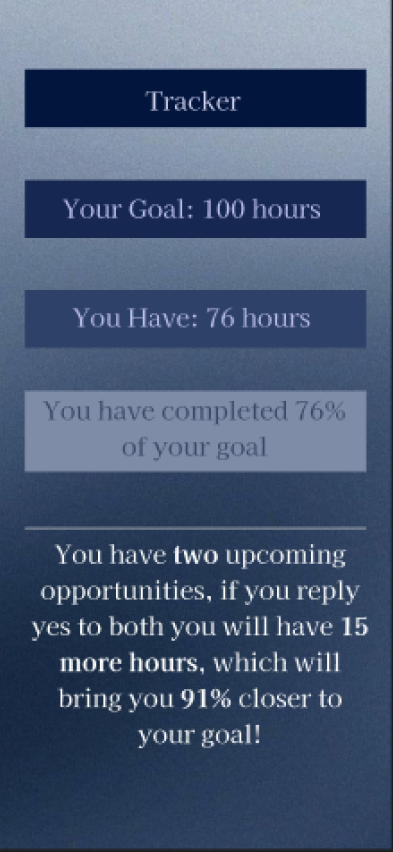 Tracker
Your Goal: 100 hours
You Have: 76 hours
You have completed 76%
of your goal
You have two upcoming
opportunities, if you reply
yes to both you will have 15
more hours, which will
bring you 91% closer to
your goal!